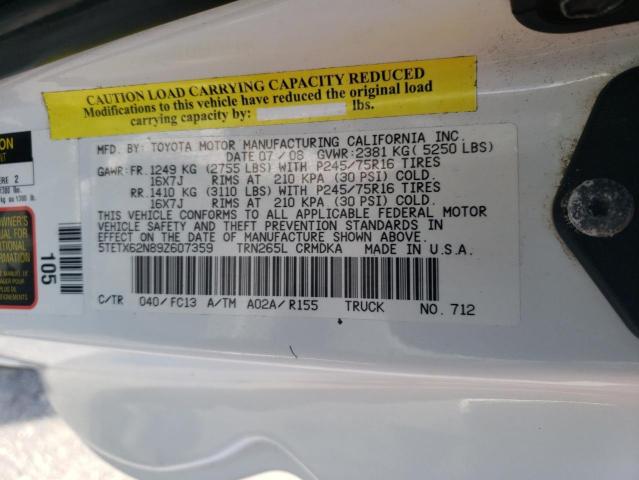 CAUTION LOAD CARRYING CAPACITY REDUCED
Modifications to this vehicle have reduced the original load
carrying capacity by: lbs.
MFD. BY: TOYOTA MOTOR MANUFACTURING CALIFORNIA INC.
DATE 07/08 GVWR: 2381 KG ( 5250 LBS)
GAWR: FR. 1249 KG (2755 LBS) WITH P245/75R16 TIRES
16X7J RIMS AT 210 KPA (30 PSI) COLD.
RR. 1410 KG (3110 LBS) WITH P245/75R16 TIRES
16X7J RIMS AT 210 KPA (30 PSI) COLD.
THIS VEHICLE CONFORMS TO ALL APPLICABLE FEDERAL MOTOR
VEHICLE SAFETY AND THEFT PREVENTION STANDARDS IN
EFFECT ON THE DATE OF MANUFACTURE SHOWN ABOVE.
5TETX62N89Z607359 TRN265L CRMDKA MADE IN U.S.A.
C/TR 040/FC13 A/TM A02A/R155 TRUCK NO. 712
105